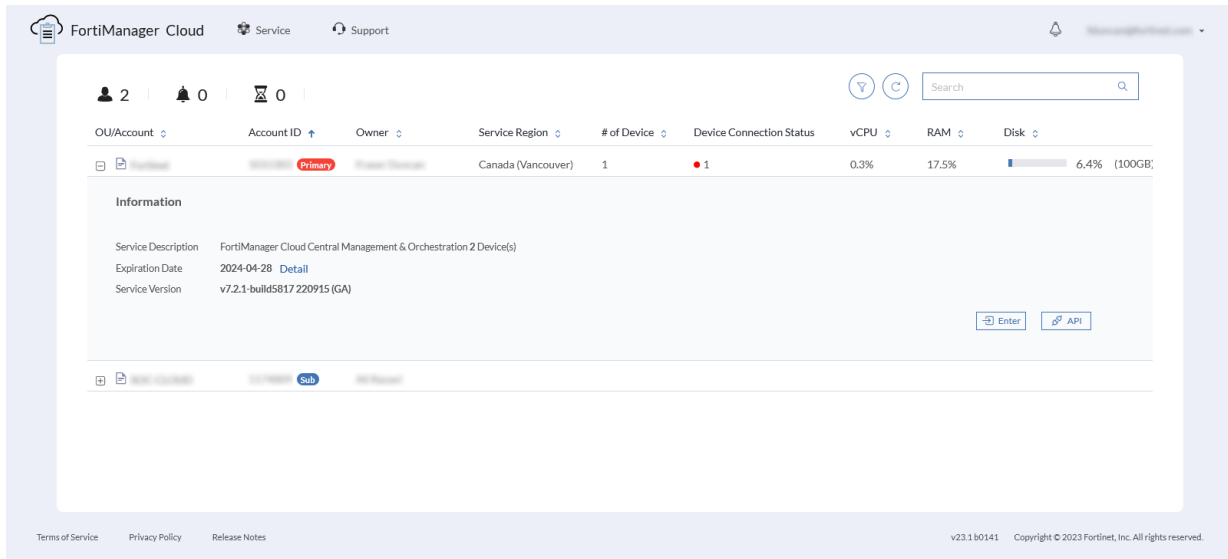 FortiManager Cloud Service Support
2 0 0 Search
OU/Account Account ID Owner Service Region # of Device Device Connection Status vCPU RAM Disk
Primary Canada (Vancouver) 1 1 0.3% 17.5% 6.4% (100GB)
Information
Service Description FortiManager Cloud Central Management & Orchestration 2 Device(s)
Expiration Date 2024-04-28 Detail
Service Version v7.2.1-build5817 220915 (GA)
Enter API
Sub
Terms of Service Privacy Policy Release Notes v23.1 b0141 Copyright © 2023 Fortinet, Inc. All rights reserved.